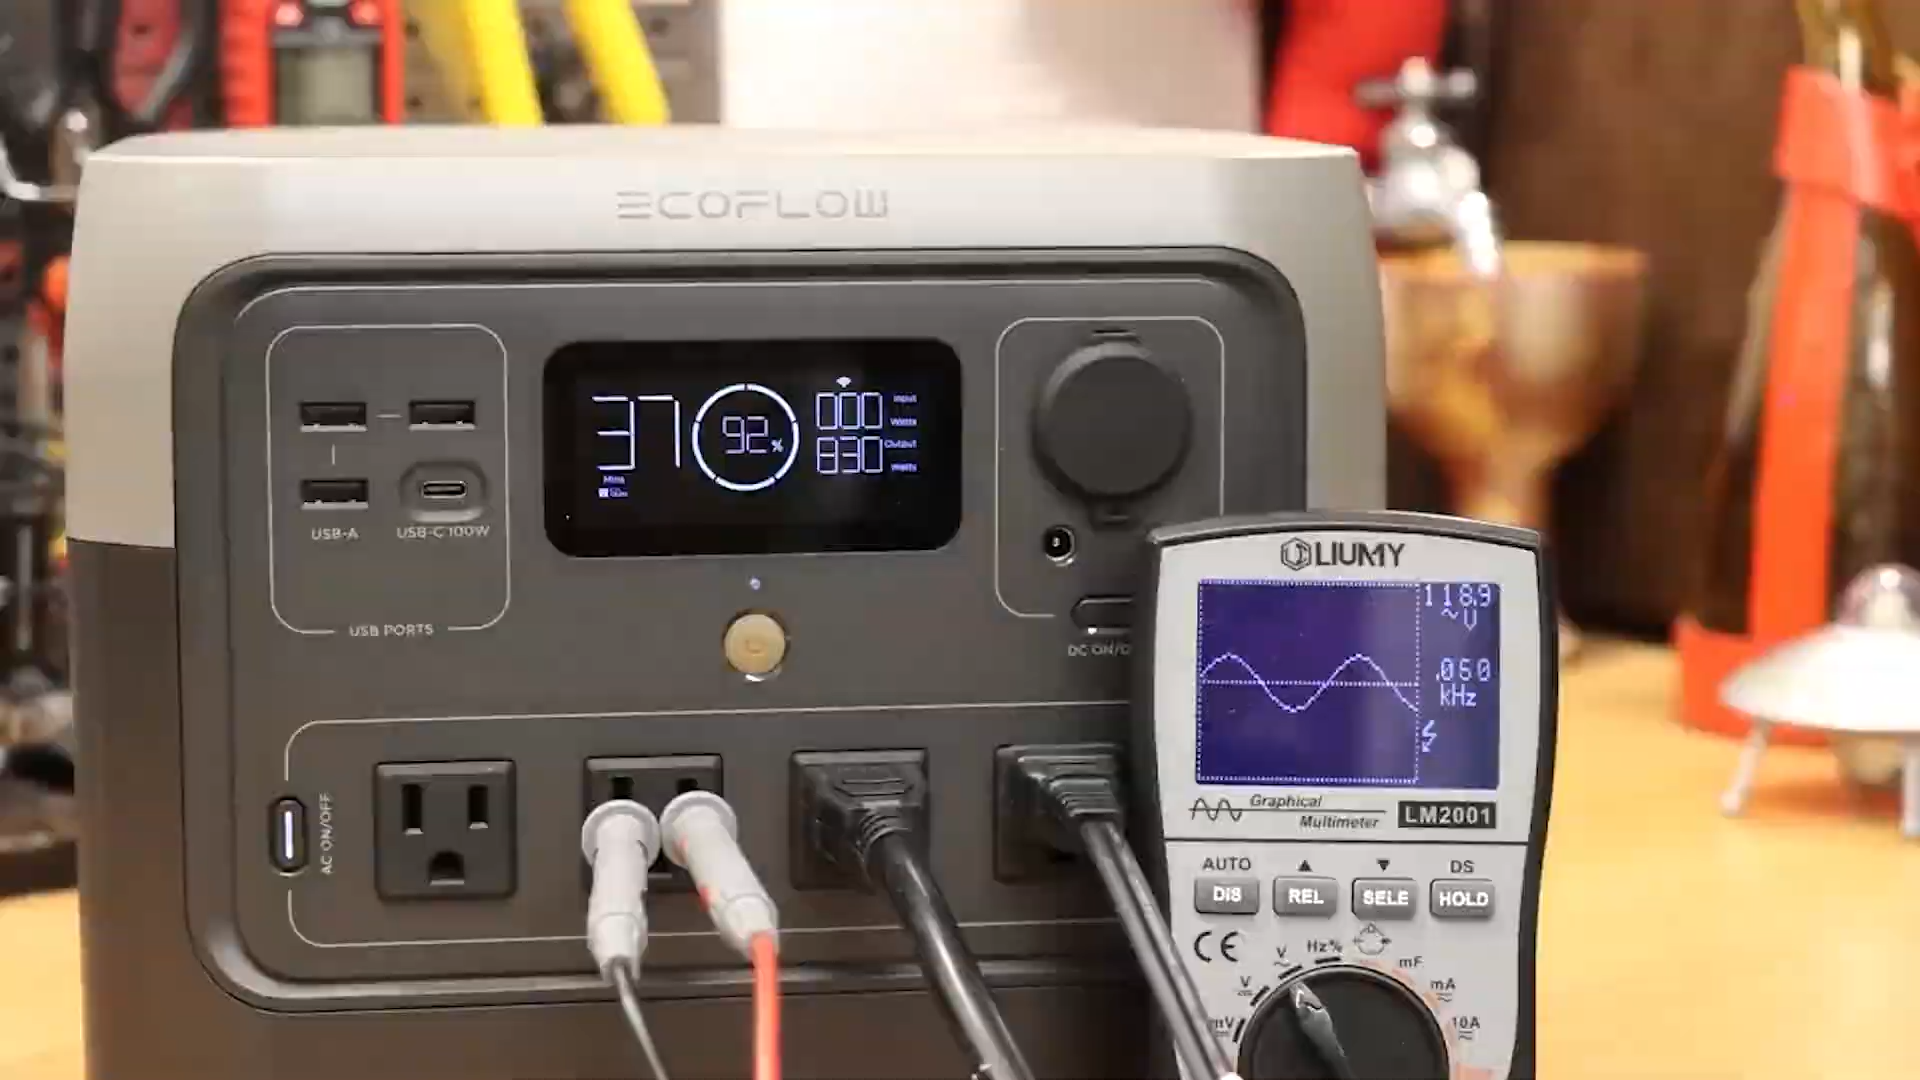 ECOFLOW
37
Mins
92%
000
Input
Watts
830
Output
Watts
USB-A
USB-C 100W
USB PORTS
DC ON/O
AC ON/OFF
LIUMY
118.9
~V
.060
kHz
Graphical
Multimeter
LM2001
AUTO
▲
▼
DS
DIS
REL
SELE
HOLD
CE
V
V
Hz%
mF
mA
mV
10A